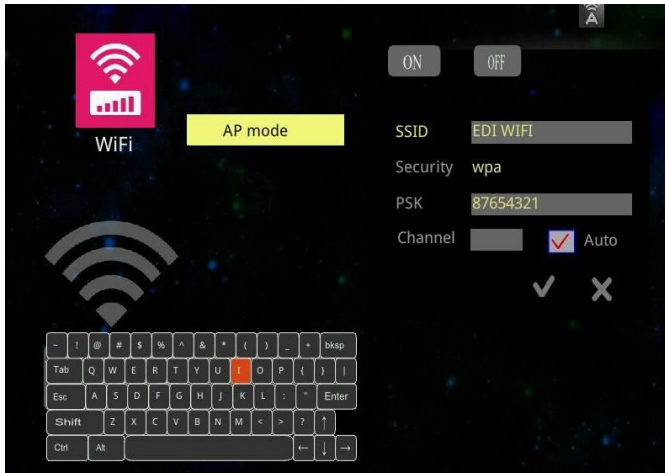 A
ON OFF
WiFi
AP mode
SSID EDI WIFI
Security wpa
PSK 87654321
Channel Auto
~ ! @ # $ % ^ & * ( ) _ + bksp
Tab Q W E R T Y U I O P { } |
Esc A S D F G H J K L : " Enter
Shift Z X C V B N M < > ? ↑
Ctrl Alt ← ↓ →